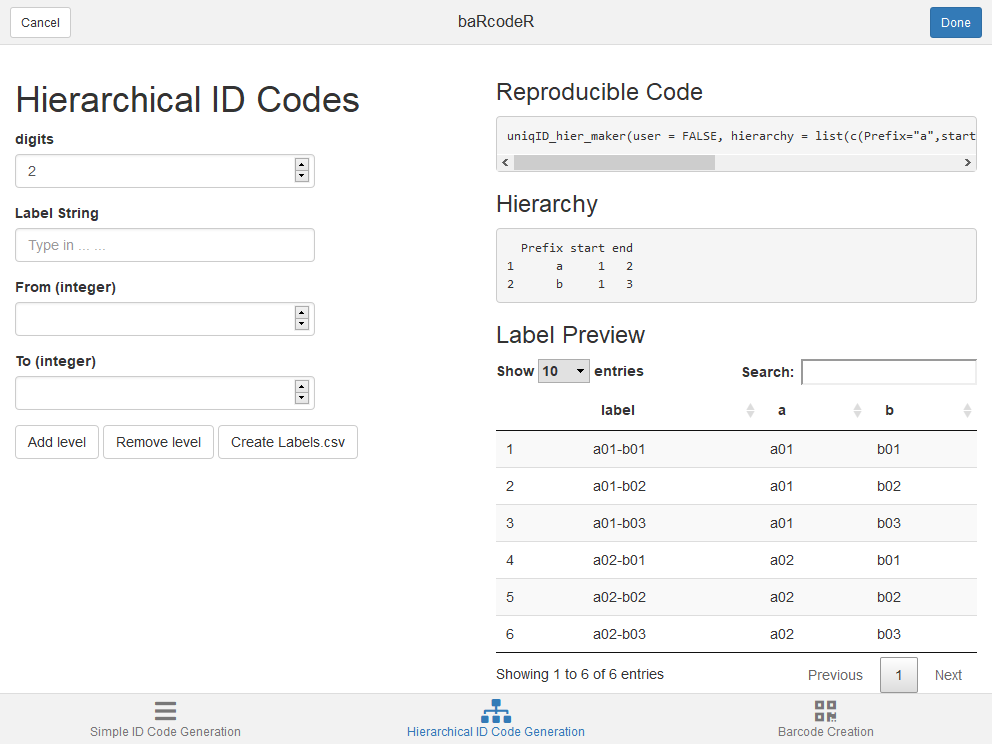 Cancel
baRcodeR
Done
Hierarchical ID Codes
digits
2
Label String
Type in ... ...
From (integer)
To (integer)
Add level
Remove level
Create Labels.csv
Reproducible Code
uniqID_hier_maker(user = FALSE, hierarchy = list(c(Prefix="a",start
Hierarchy
Prefix start end
1 a 1 2
2 b 1 3
Label Preview
Show 10 entries
Search:
label a b
1 a01-b01 a01 b01
2 a01-b02 a01 b02
3 a01-b03 a01 b03
4 a02-b01 a02 b01
5 a02-b02 a02 b02
6 a02-b03 a02 b03
Showing 1 to 6 of 6 entries
Previous 1 Next
Simple ID Code Generation
Hierarchical ID Code Generation
Barcode Creation